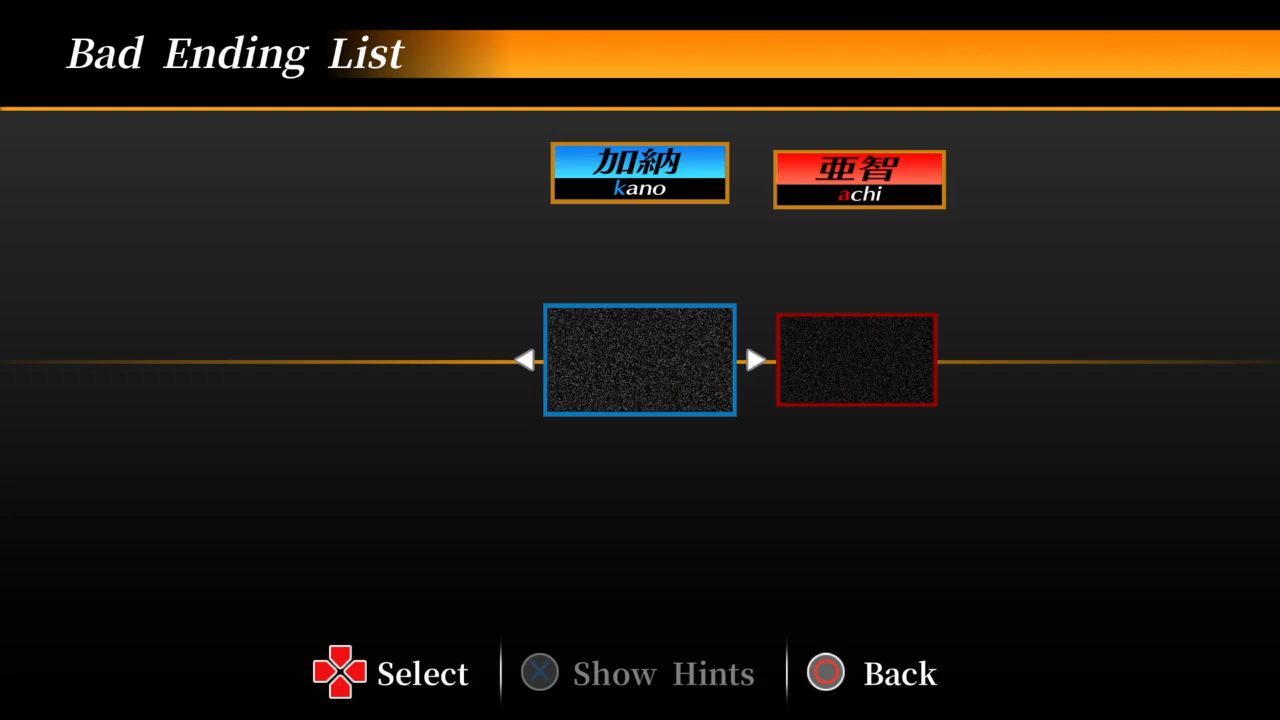 Bad Ending List
加納
kano
亜智
achi
Select
Show Hints
Back